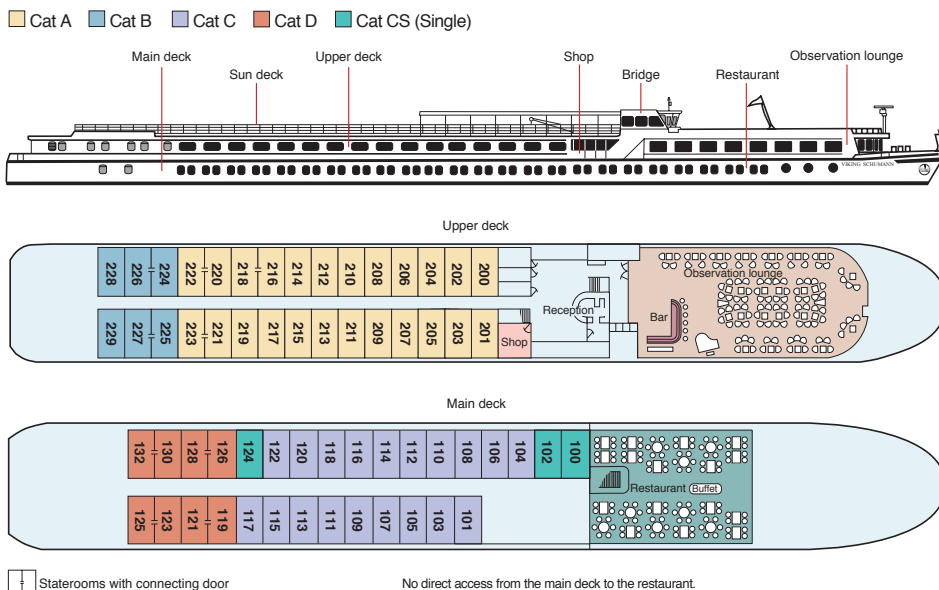 Cat A Cat B Cat C Cat D Cat CS (Single)
Main deck Upper deck Shop Observation lounge
Sun deck Bridge Restaurant
VIKING SCHUMANN
Upper deck
228 226 224 222 220 218 216 214 212 210 208 206 204 202 200
Observation lounge
Reception
Bar
229 227 225 223 221 219 217 215 213 211 209 207 205 203 201
Shop
Main deck
132 130 128 126 124 122 120 118 116 114 112 110 108 106 104 102 100
Restaurant Buffet
125 123 121 119 117 115 113 111 109 107 105 103 101
Staterooms with connecting door No direct access from the main deck to the restaurant.